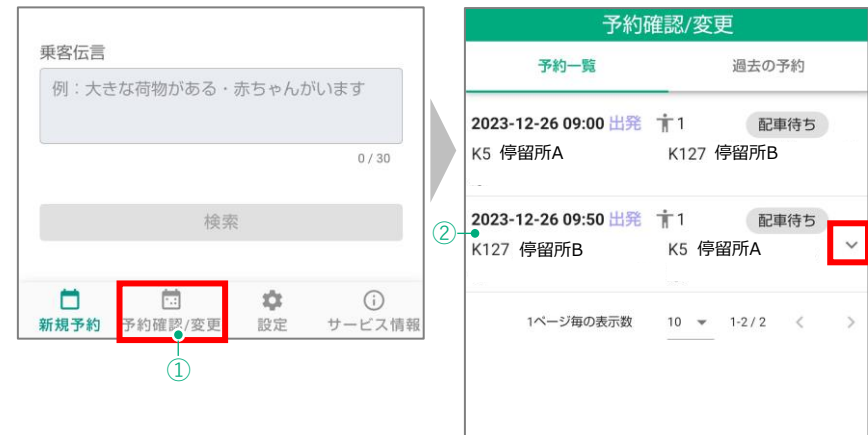 乗客伝言
例：大きな荷物がある・赤ちゃんがいます
0 / 30
検索
新規予約 予約確認/変更 設定 サービス情報
①
予約確認/変更
予約一覧 過去の予約
2023-12-26 09:00 出発 1 配車待ち
K5 停留所A K127 停留所B
②
2023-12-26 09:50 出発 1 配車待ち
K127 停留所B K5 停留所A
1ページ毎の表示数 10 1-2 / 2